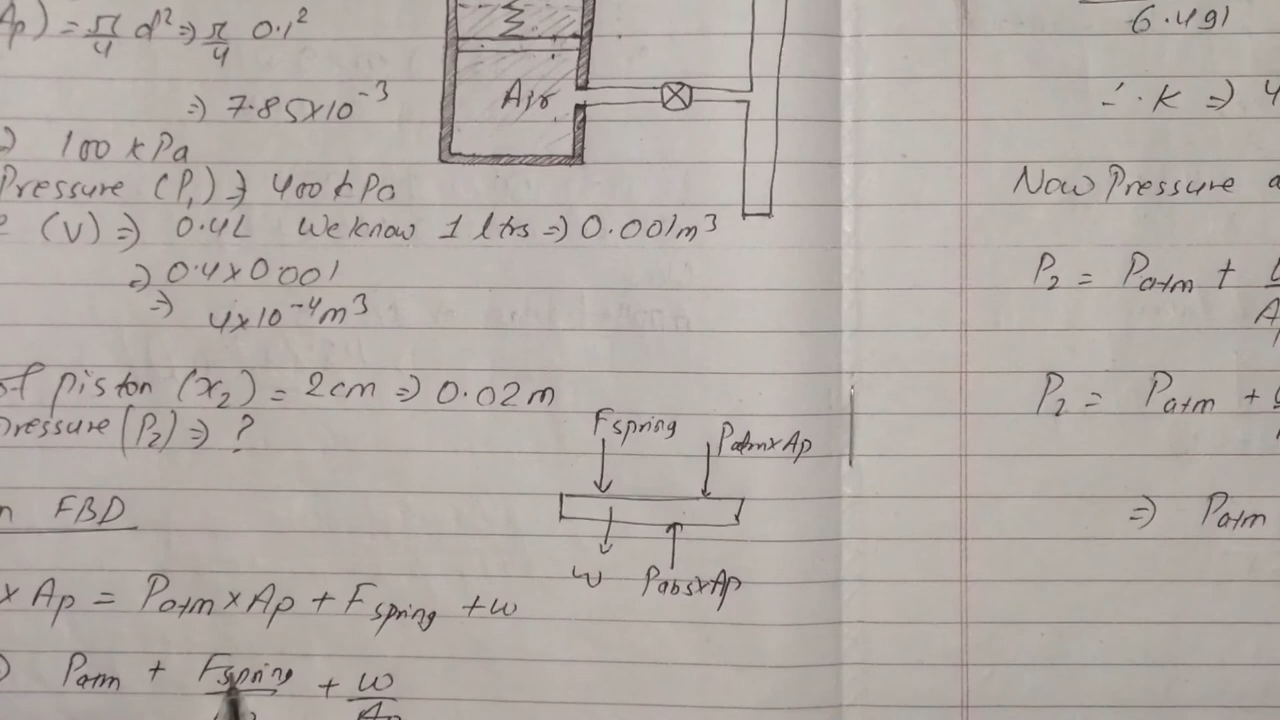 Ap) = π/4 d² ⇒ π/4 0.1²
⇒ 7.85×10⁻³
⇒ 100 kPa
Pressure (P₁) ⇒ 400 kPa
(V) ⇒ 0.4L We know 1 ltrs ⇒ 0.001m³
⇒ 0.4×0.001
⇒ 4×10⁻⁴m³
of piston (x₂) = 2cm ⇒ 0.02m
Pressure (P₂) ⇒ ?
FBD
× Ap = Patm × Ap + Fspring + w
Patm + Fspring + w/Ap
Air
Fspring
Patm×Ap
w
Pabs×Ap
6.491
∴ K ⇒ 4
Now Pressure
P₂ = Patm +
P₂ = Patm +
⇒ Patm